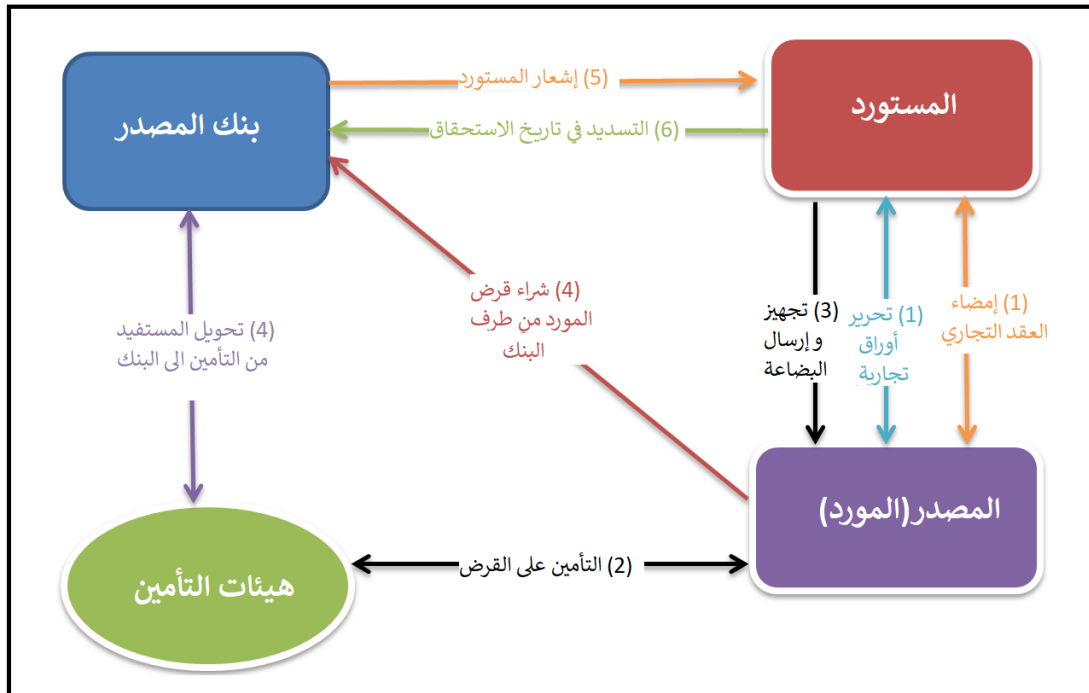 المستورد
بنك المصدر
(5) إشعار المستورد
(6) التسديد في تاريخ الاستحقاق
(1) إمضاء
العقد التجاري
(1) تحرير
أوراق
تجارية
(3) تجهيز
وإرسال
البضاعة
(4) شراء قرض
المورد من طرف
البنك
(4) تحويل المستفيد
من التأمين الى البنك
المصدر(المورد)
(2) التأمين على القرض
هيئات التأمين